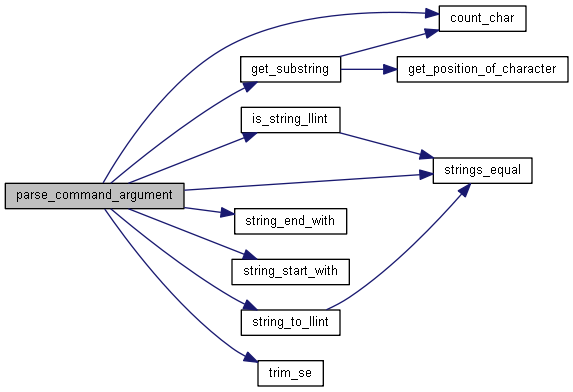 count_char
get_substring
get_position_of_character
is_string_llint
strings_equal
parse_command_argument
string_end_with
string_start_with
string_to_llint
trim_se